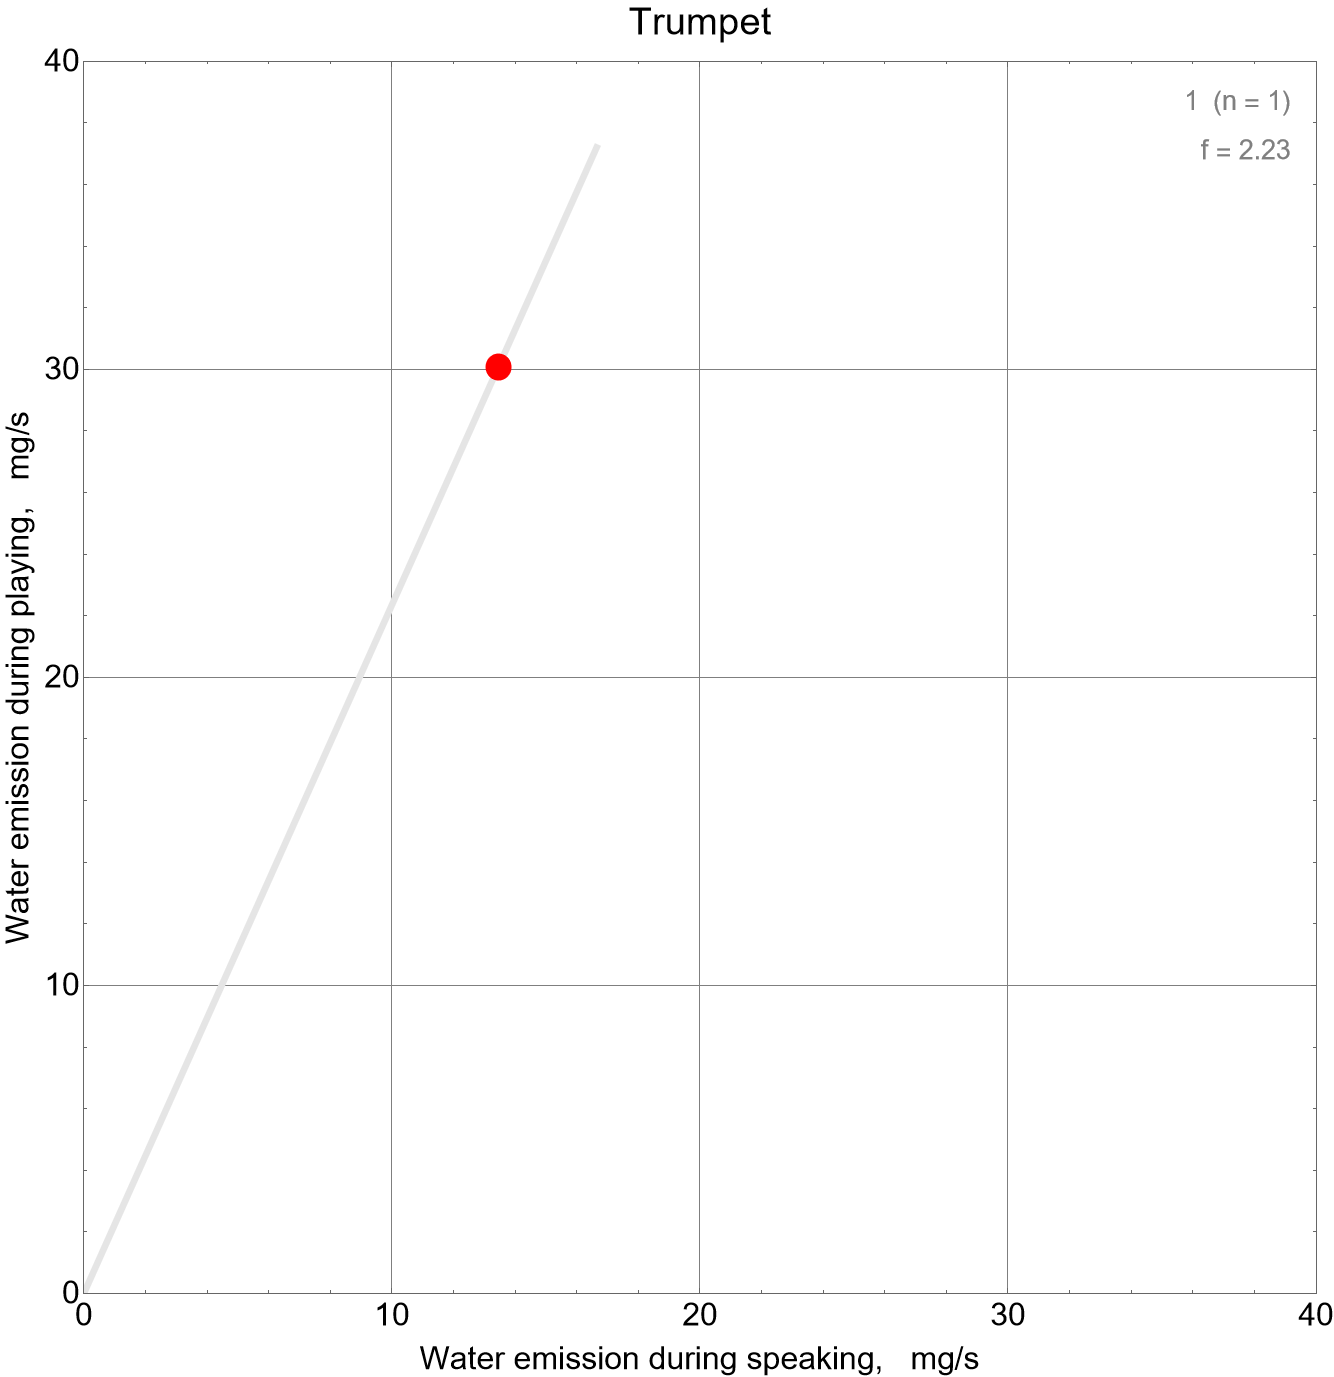 Trumpet
40
1 (n = 1)
f = 2.23
30
20
10
0
0 10 20 30 40
Water emission during playing, mg/s
Water emission during speaking, mg/s